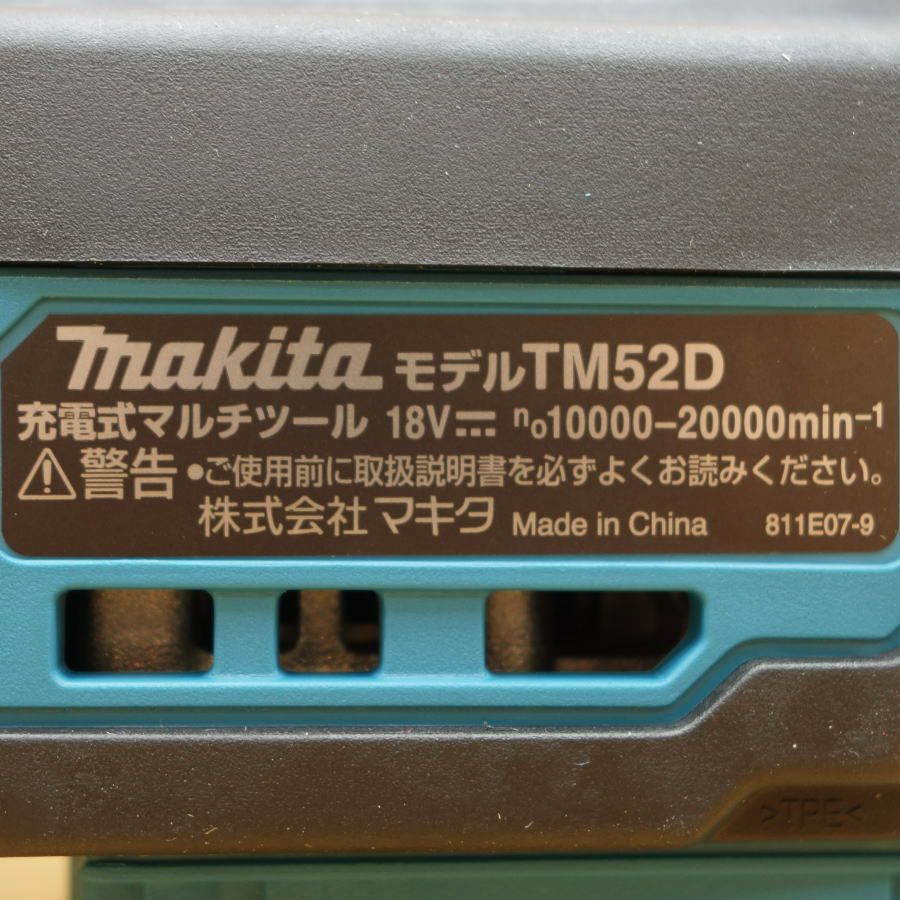 makita モデルTM52D
充電式マルチツール 18V⎓ n₀10000–20000min⁻¹
⚠警告 •ご使用前に取扱説明書を必ずよくお読みください。
株式会社 マキタ Made in China 811E07-9
>TPE<